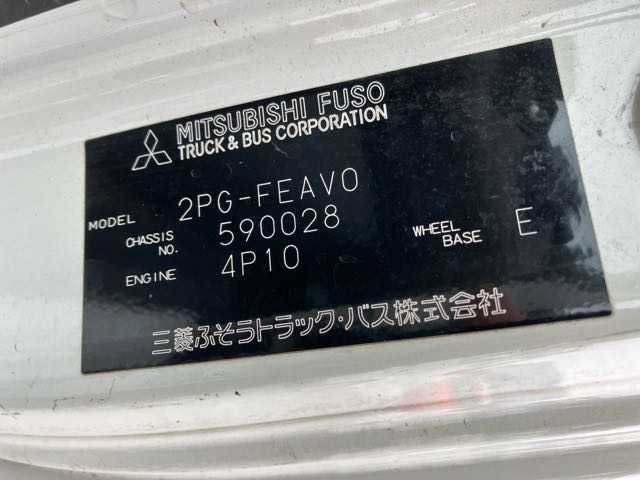 MITSUBISHI FUSO
TRUCK & BUS CORPORATION
MODEL 2PG-FEAV0
CHASSIS NO. 590028
ENGINE 4P10
WHEEL BASE E
三菱ふそうトラック・バス株式会社